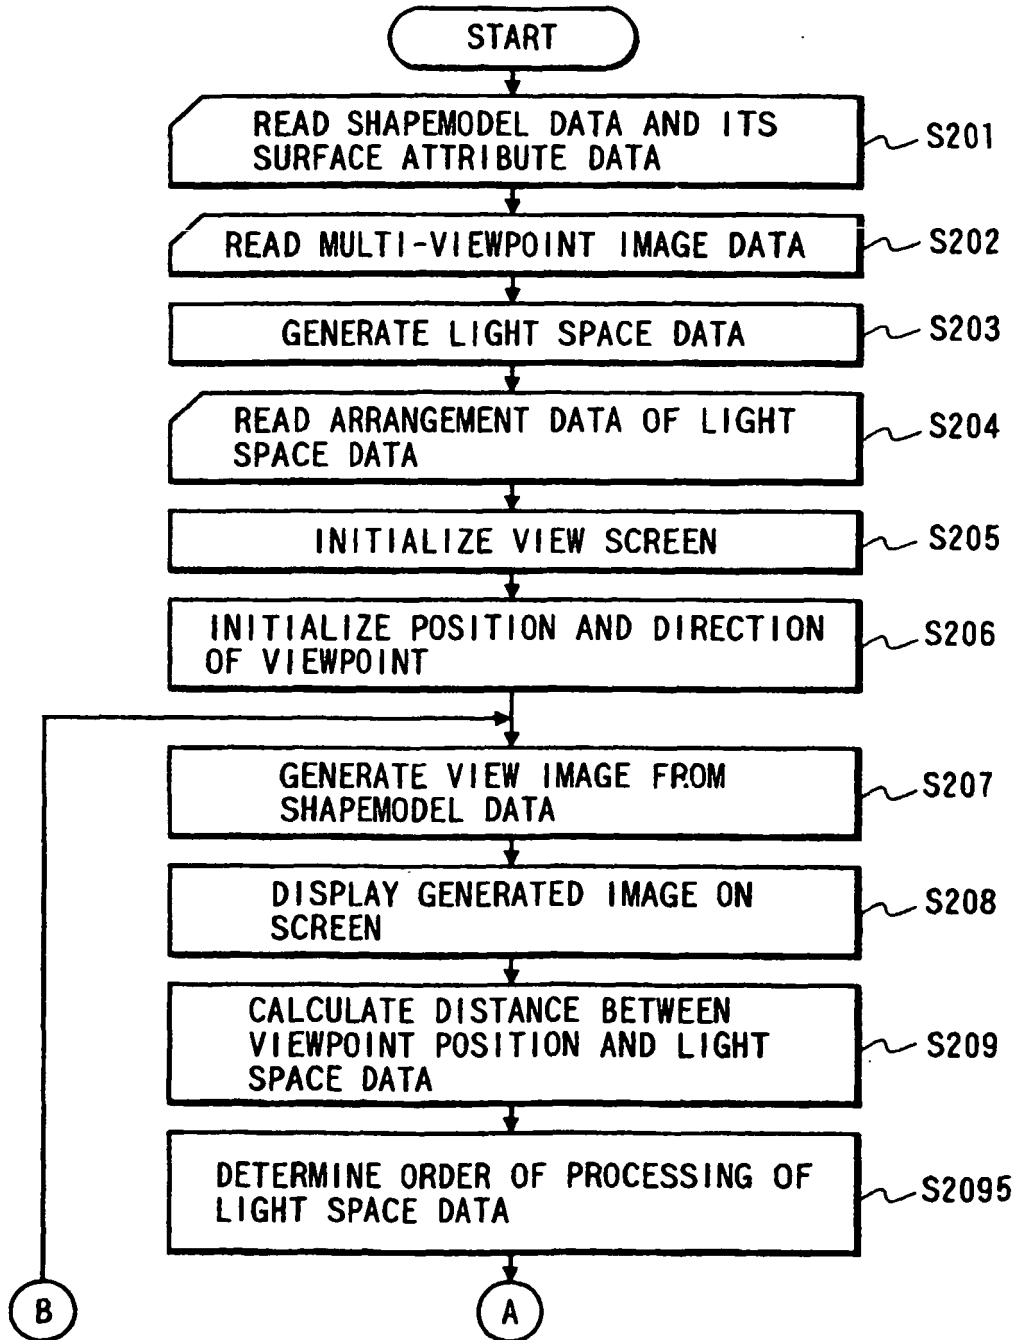 START
READ SHAPEMODEL DATA AND ITS
SURFACE ATTRIBUTE DATA
S201
READ MULTI-VIEWPOINT IMAGE DATA
S202
GENERATE LIGHT SPACE DATA
S203
READ ARRANGEMENT DATA OF LIGHT
SPACE DATA
S204
INITIALIZE VIEW SCREEN
S205
INITIALIZE POSITION AND DIRECTION
OF VIEWPOINT
S206
GENERATE VIEW IMAGE FROM
SHAPEMODEL DATA
S207
DISPLAY GENERATED IMAGE ON
SCREEN
S208
CALCULATE DISTANCE BETWEEN
VIEWPOINT POSITION AND LIGHT
SPACE DATA
S209
DETERMINE ORDER OF PROCESSING OF
LIGHT SPACE DATA
S2095
B
A